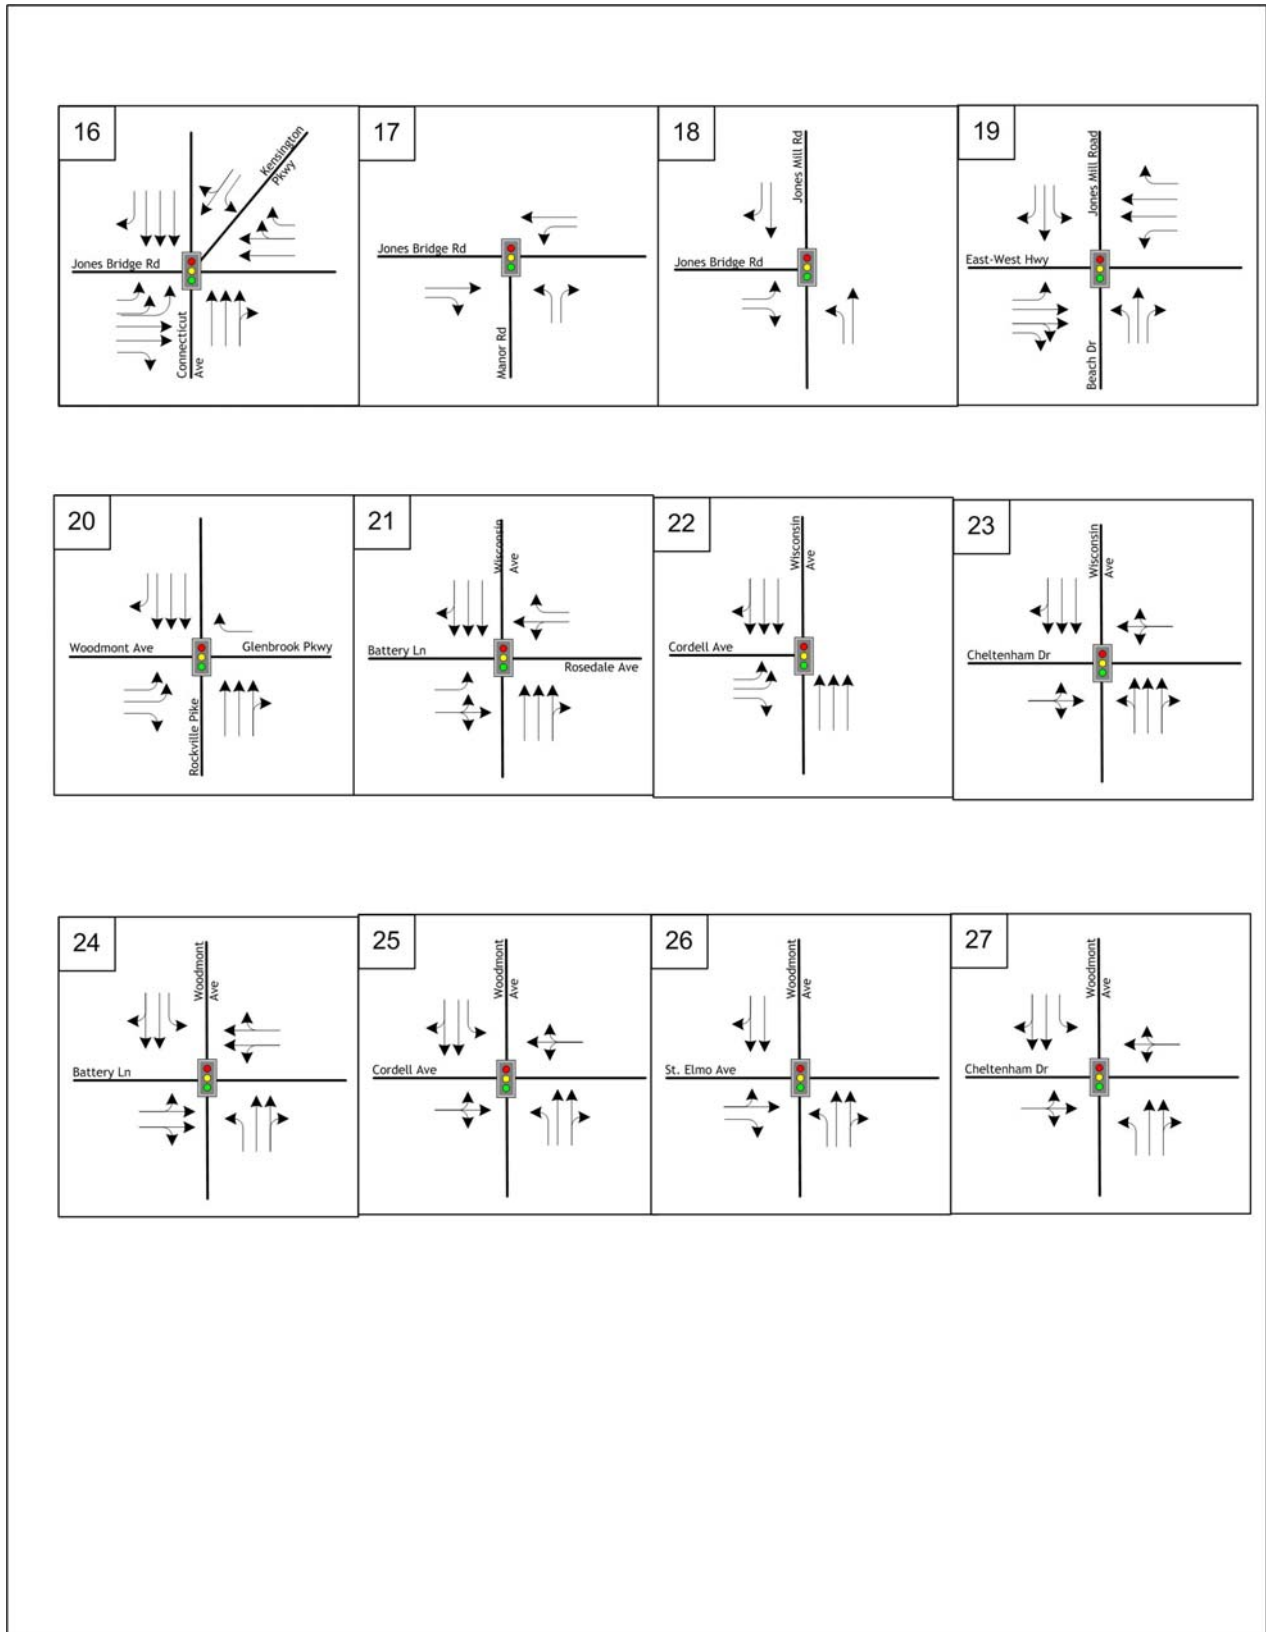 16
Kensington
Pkwy
Jones Bridge Rd
Connecticut
Ave
17
Jones Bridge Rd
Manor Rd
18
Jones Mill Rd
Jones Bridge Rd
19
Jones Mill Road
East-West Hwy
Beach Dr
20
Woodmont Ave
Glenbrook Pkwy
Rockville Pike
21
Wisconsin
Ave
Battery Ln
Rosedale Ave
22
Wisconsin
Ave
Cordell Ave
23
Wisconsin
Ave
Cheltenham Dr
24
Woodmont
Ave
Battery Ln
25
Woodmont
Ave
Cordell Ave
26
Woodmont
Ave
St. Elmo Ave
27
Woodmont
Ave
Cheltenham Dr